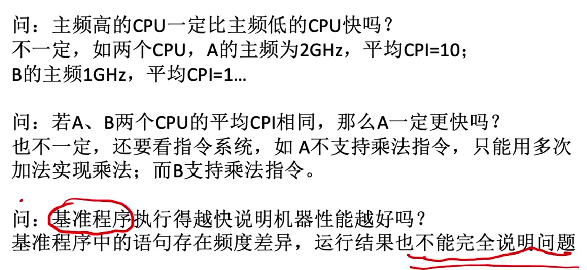 问：主频高的CPU一定比主频低的CPU快吗？
不一定，如两个CPU，A的主频为2GHz，平均CPI=10；
B的主频1GHz，平均CPI=1…
问：若A、B两个CPU的平均CPI相同，那么A一定更快吗？
也不一定，还要看指令系统，如 A不支持乘法指令，只能用多次
加法实现乘法；而B支持乘法指令。
问：基准程序执行得越快说明机器性能越好吗？
基准程序中的语句存在频度差异，运行结果也不能完全说明问题